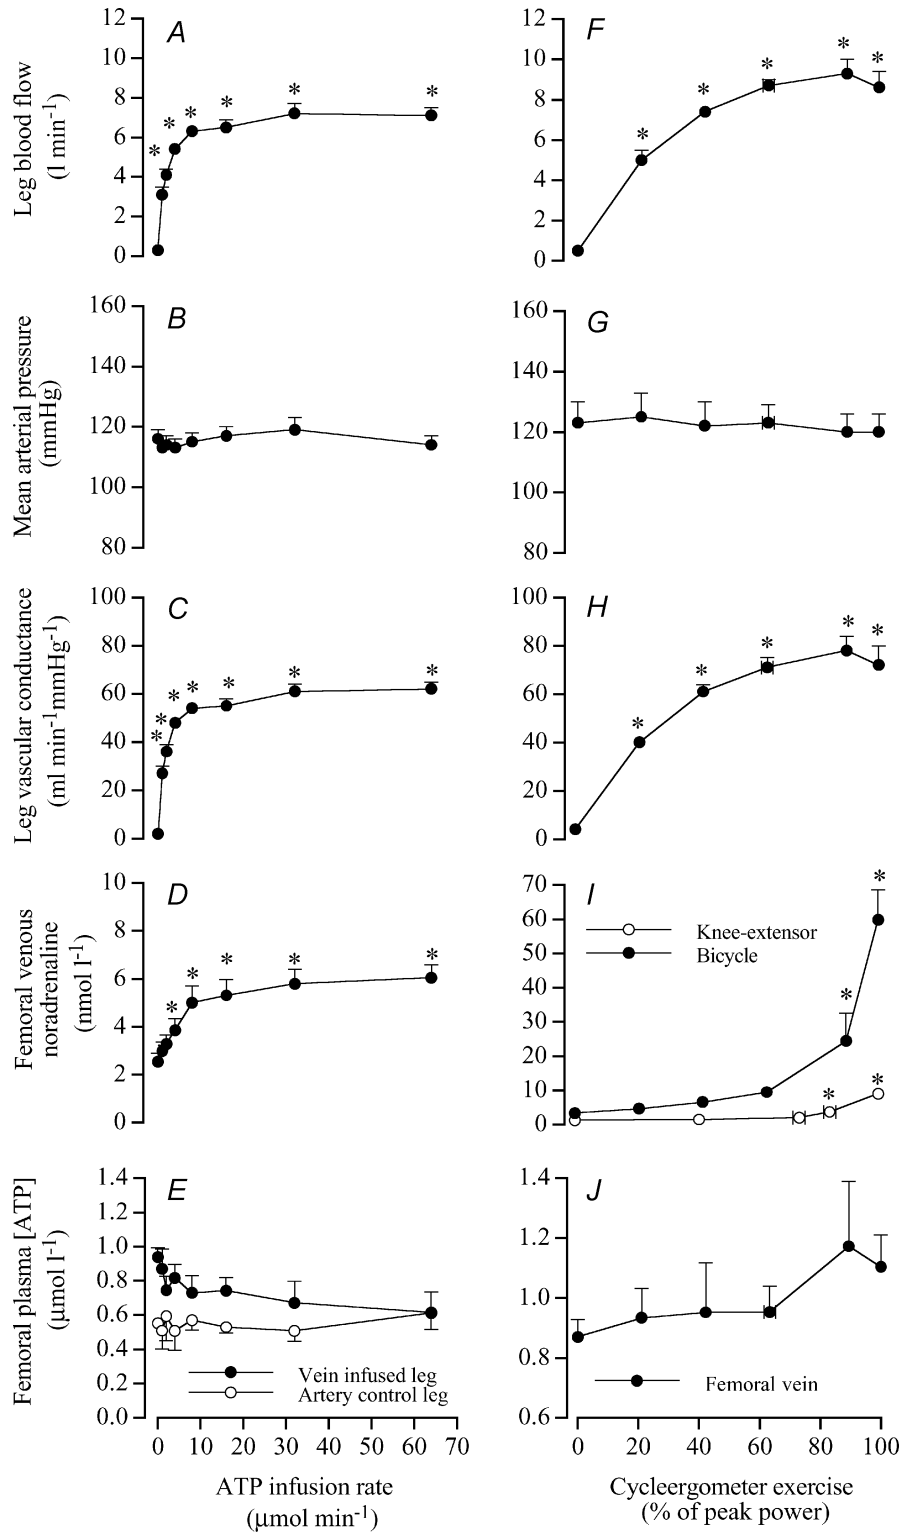 A
12
10
8
6
4
2
0
Leg blood flow
(l min-1)
* * * * * * *
F
12
10
8
6
4
2
0
* * * * *
B
160
140
120
100
80
Mean arterial pressure
(mmHg)
G
160
140
120
100
80
C
100
80
60
40
20
0
Leg vascular conductance
(ml min-1mmHg-1)
* * * * * * *
H
100
80
60
40
20
0
* * * * *
D
10
8
6
4
2
0
Femoral venous
noradrenaline
(nmol l-1)
* * * * *
I
70
60
50
40
30
20
10
0
Knee-extensor
Bicycle
* *
* *
E
1.4
1.2
1.0
0.8
0.6
0.4
0.2
0.0
Femoral plasma [ATP]
(μmol l-1)
Vein infused leg
Artery control leg
0 10 20 30 40 50 60 70
ATP infusion rate
(μmol min-1)
J
1.4
1.2
1.0
0.8
0.6
Femoral vein
0 20 40 60 80 100
Cycleergometer exercise
(% of peak power)